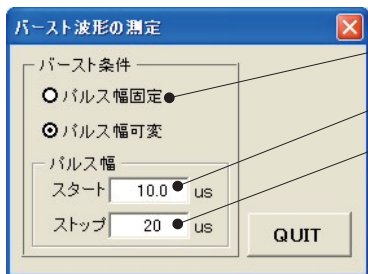 バースト波形の測定
バースト条件
パルス幅固定
パルス幅可変
パルス幅
スタート 10.0 us
ストップ 20 us
QUIT